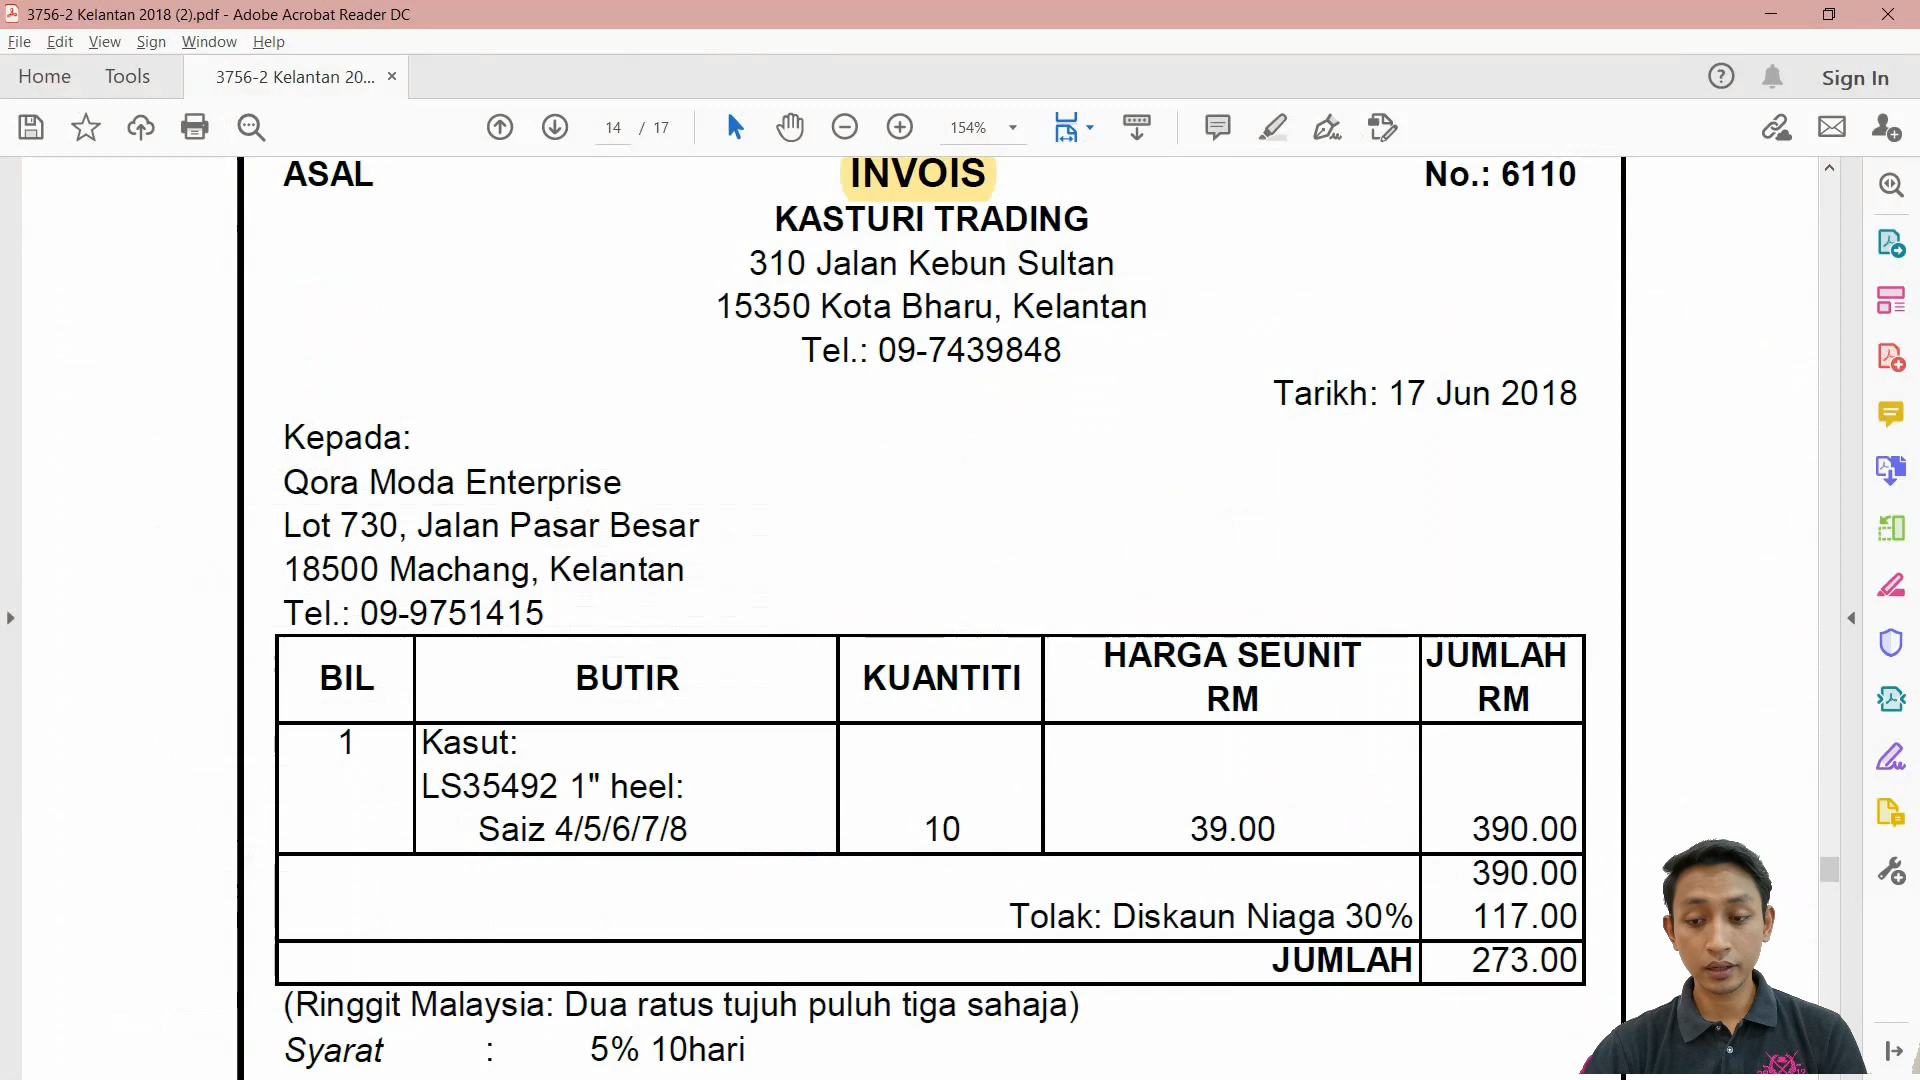 3756-2 Kelantan 2018 (2).pdf - Adobe Acrobat Reader DC
File Edit View Sign Window Help
Home Tools 3756-2 Kelantan 20... × Sign In
14 / 17 154%
ASAL INVOIS No.: 6110
KASTURI TRADING
310 Jalan Kebun Sultan
15350 Kota Bharu, Kelantan
Tel.: 09-7439848
Tarikh: 17 Jun 2018
Kepada:
Qora Moda Enterprise
Lot 730, Jalan Pasar Besar
18500 Machang, Kelantan
Tel.: 09-9751415
BIL BUTIR KUANTITI HARGA SEUNIT RM JUMLAH RM
1 Kasut:
LS35492 1" heel:
Saiz 4/5/6/7/8 10 39.00 390.00
390.00
Tolak: Diskaun Niaga 30% 117.00
JUMLAH 273.00
(Ringgit Malaysia: Dua ratus tujuh puluh tiga sahaja)
Syarat : 5% 10hari